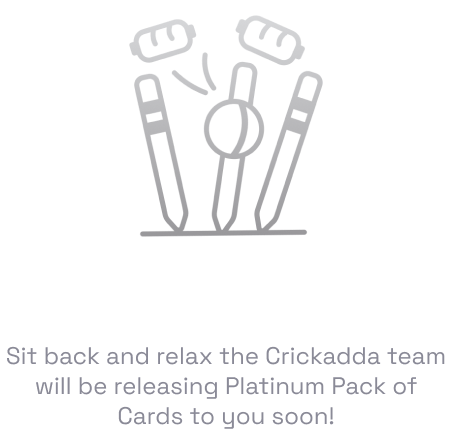 Sit back and relax the Crickadda team
will be releasing Platinum Pack of
Cards to you soon!